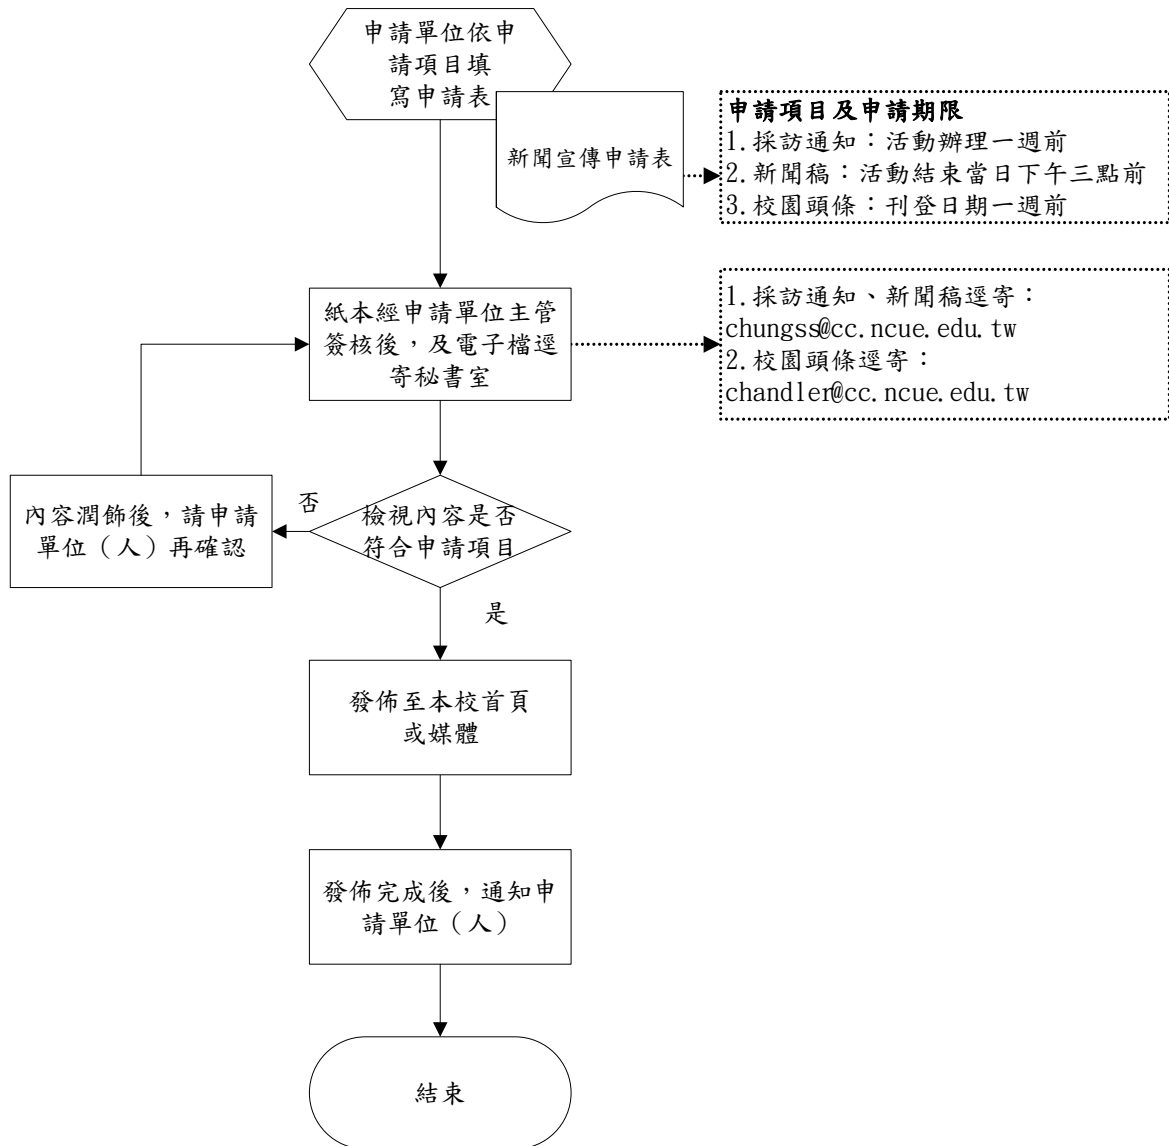 申請單位依申
請項目填
寫申請表
新聞宣傳申請表
申請項目及申請期限
1.採訪通知：活動辦理一週前
2.新聞稿：活動結束當日下午三點前
3.校園頭條：刊登日期一週前
紙本經申請單位主管
簽核後，及電子檔逕
寄秘書室
1.採訪通知、新聞稿逕寄：
chungss@cc.ncue.edu.tw
2.校園頭條逕寄：
chandler@cc.ncue.edu.tw
檢視內容是否
符合申請項目
否
內容潤飾後，請申請
單位（人）再確認
是
發佈至本校首頁
或媒體
發佈完成後，通知申
請單位（人）
結束